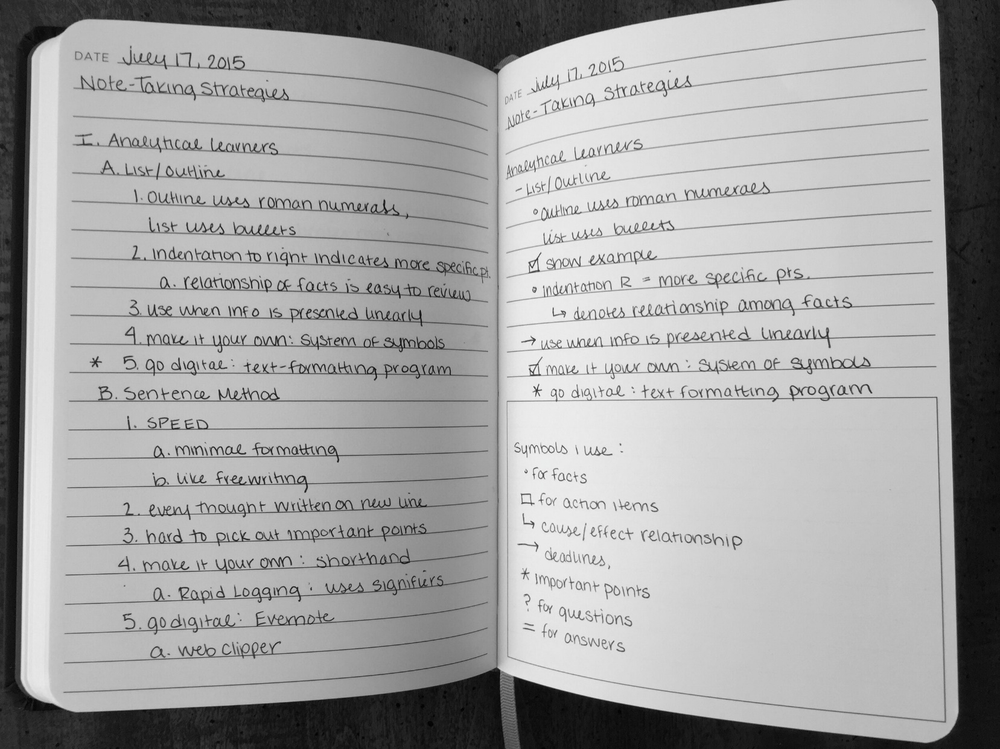 DATE July 17, 2015
Note-Taking Strategies
I. Analytical learners
A. List/outline
1. outline uses roman numerals,
list uses bullets
2. indentation to right indicates more specific pt.
a. relationship of facts is easy to review
3. use when info is presented linearly
4. make it your own: system of symbols
* 5. go digital: text-formatting program
B. Sentence Method
1. SPEED
a. minimal formatting
b. like freewriting
2. every thought written on new line
3. hard to pick out important points
4. make it your own: shorthand
a. Rapid Logging: uses signifiers
5. go digital: Evernote
a. web clipper
DATE July 17, 2015
Note-Taking Strategies
Analytical learners
- List/outline
° outline uses roman numerals
list uses bullets
☑ show example
• indentation R = more specific pts.
↳ denotes relationship among facts
→ use when info is presented linearly
☑ make it your own: system of symbols
* go digital: text formatting program
symbols i use:
° for facts
□ for action items
↳ cause/effect relationship
→ deadlines,
* important points
? for questions
= for answers